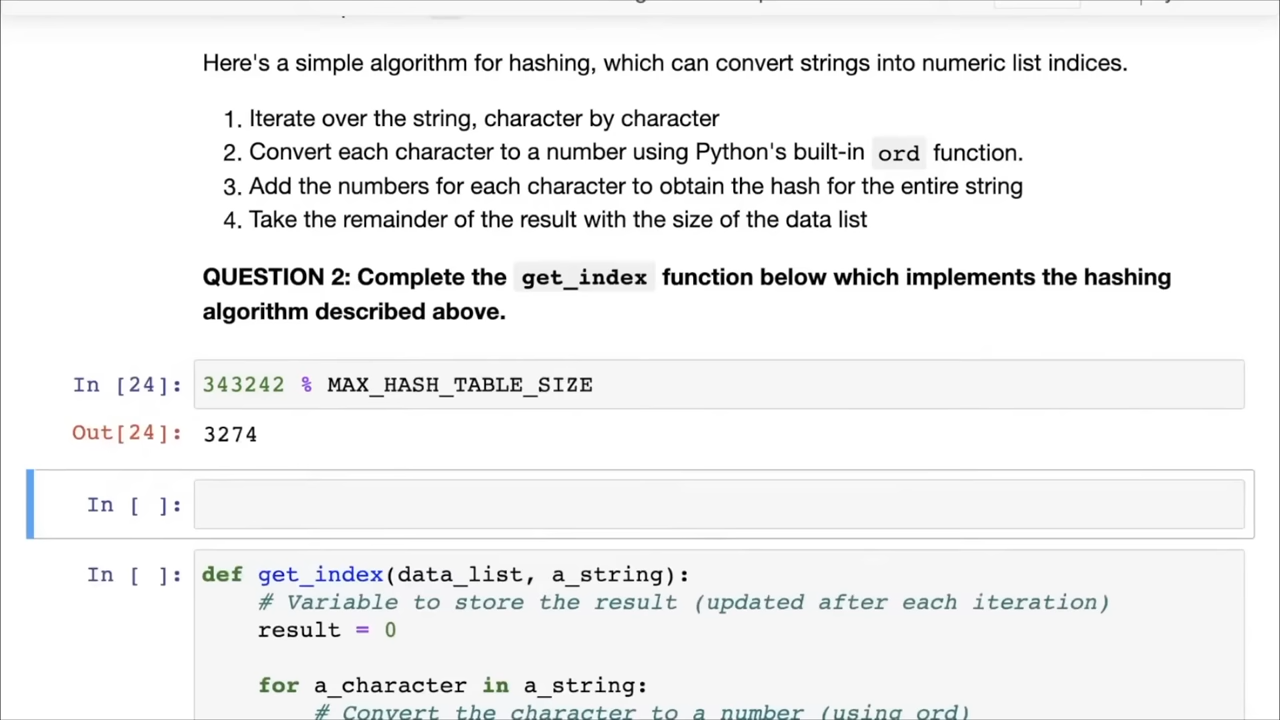 Here's a simple algorithm for hashing, which can convert strings into numeric list indices.
1. Iterate over the string, character by character
2. Convert each character to a number using Python's built-in ord function.
3. Add the numbers for each character to obtain the hash for the entire string
4. Take the remainder of the result with the size of the data list
QUESTION 2: Complete the get_index function below which implements the hashing
algorithm described above.
In [24]: 343242 % MAX_HASH_TABLE_SIZE
Out[24]: 3274
In [ ]:
In [ ]: def get_index(data_list, a_string):
# Variable to store the result (updated after each iteration)
result = 0
for a_character in a_string:
# Convert the character to a number (using ord)